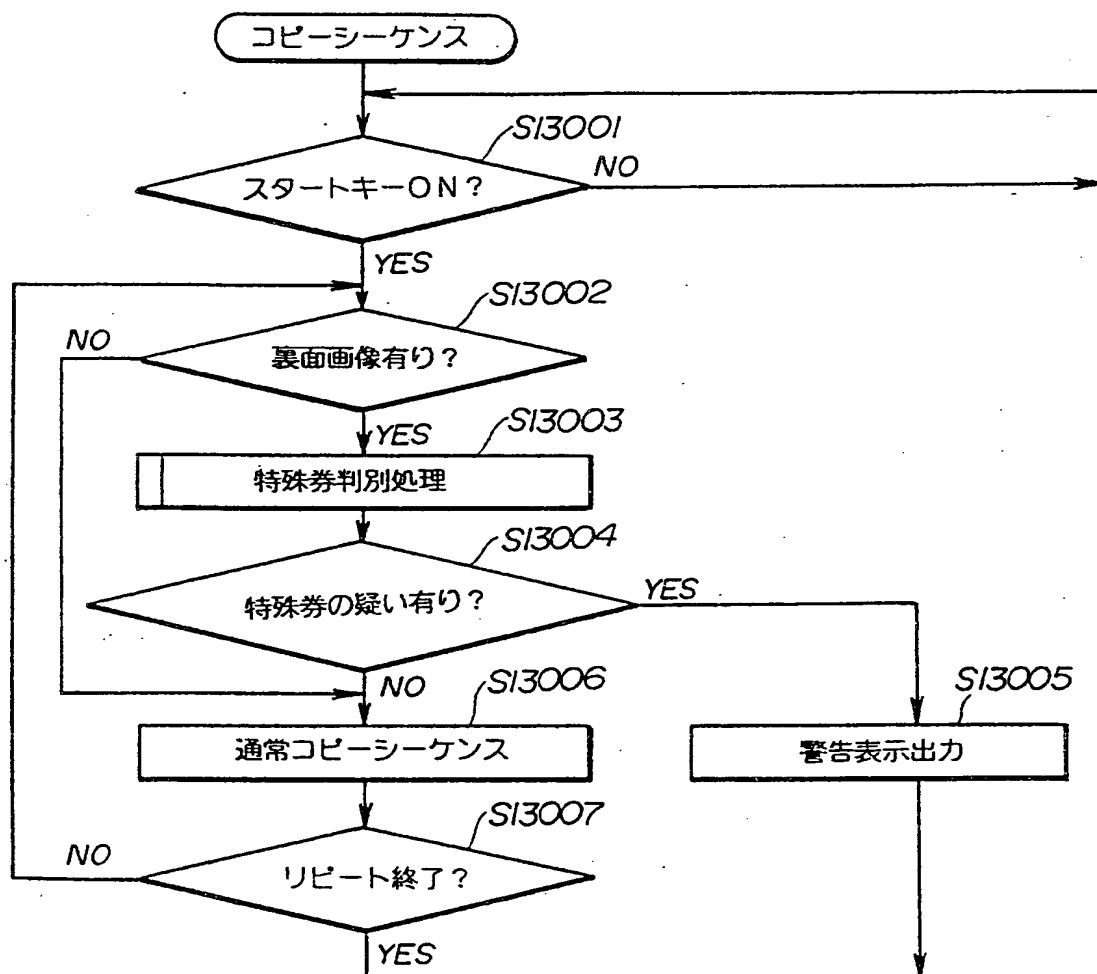 コピーシーケンス
S13001
スタートキーON?
NO
YES
S13002
NO
裏面画像有り?
YES
S13003
特殊券判別処理
S13004
特殊券の疑い有り?
YES
NO
S13006
通常コピーシーケンス
S13005
警告表示出力
S13007
NO
リピート終了?
YES